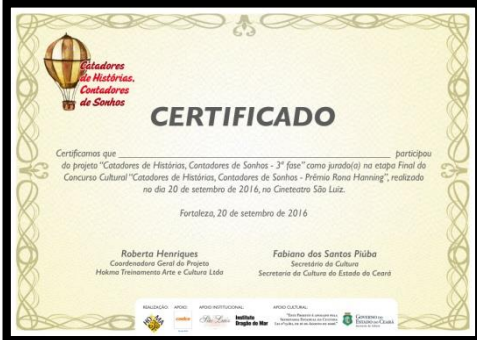 Catadores
de Histórias,
Contadores
de Sonhos
CERTIFICADO
Certificamos que ______________________ participou
do projeto "Catadores de Histórias, Contadores de Sonhos - 3ª fase" como jurado(a) na etapa Final do
Concurso Cultural "Catadores de Histórias, Contadores de Sonhos - Prêmio Rona Hanning", realizado
no dia 20 de setembro de 2016, no Cineteatro São Luiz.
Fortaleza, 20 de setembro de 2016
Roberta Henriques
Coordenadora Geral do Projeto
Hokma Treinamento Arte e Cultura Ltda
Fabiano dos Santos Piúba
Secretário da Cultura
Secretaria da Cultura do Estado do Ceará
REALIZAÇÃO:
APOIO:
APOIO INSTITUCIONAL:
São Luiz
Instituto
Dragão do Mar
APOIO CULTURAL:
Governo do
Estado do Ceará